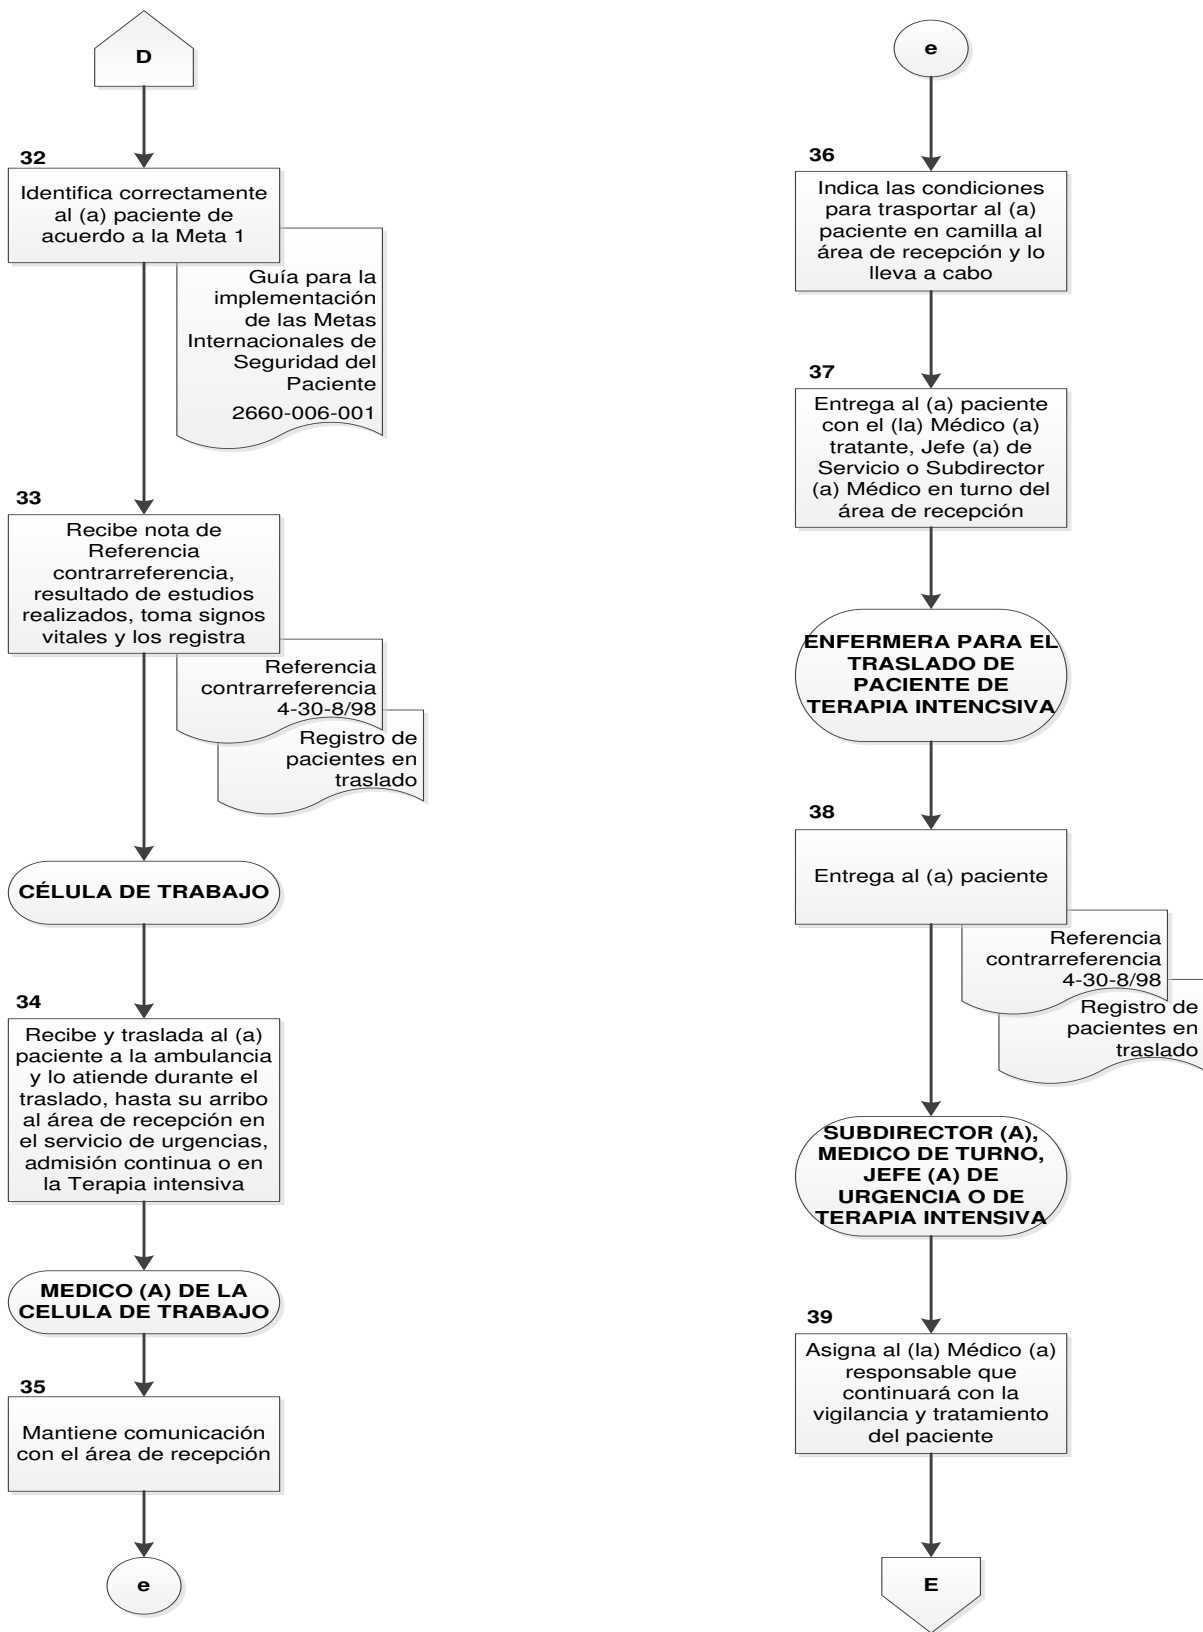 D
32
Identifica correctamente
al (a) paciente de
acuerdo a la Meta 1
Guía para la
implementación
de las Metas
Internacionales de
Seguridad del
Paciente
2660-006-001
33
Recibe nota de
Referencia
contrarreferencia,
resultado de estudios
realizados, toma signos
vitales y los registra
Referencia
contrarreferencia
4-30-8/98
Registro de
pacientes en
traslado
CÉLULA DE TRABAJO
34
Recibe y traslada al (a)
paciente a la ambulancia
y lo atiende durante el
traslado, hasta su arribo
al área de recepción en
el servicio de urgencias,
admisión continua o en
la Terapia intensiva
MEDICO (A) DE LA
CELULA DE TRABAJO
35
Mantiene comunicación
con el área de recepción
e
e
36
Indica las condiciones
para trasportar al (a)
paciente en camilla al
área de recepción y lo
lleva a cabo
37
Entrega al (a) paciente
con el (la) Médico (a)
tratante, Jefe (a) de
Servicio o Subdirector
(a) Médico en turno del
área de recepción
ENFERMERA PARA EL
TRASLADO DE
PACIENTE DE
TERAPIA INTENCSIVA
38
Entrega al (a) paciente
Referencia
contrarreferencia
4-30-8/98
Registro de
pacientes en
traslado
SUBDIRECTOR (A),
MEDICO DE TURNO,
JEFE (A) DE
URGENCIA O DE
TERAPIA INTENSIVA
39
Asigna al (la) Médico (a)
responsable que
continuará con la
vigilancia y tratamiento
del paciente
E